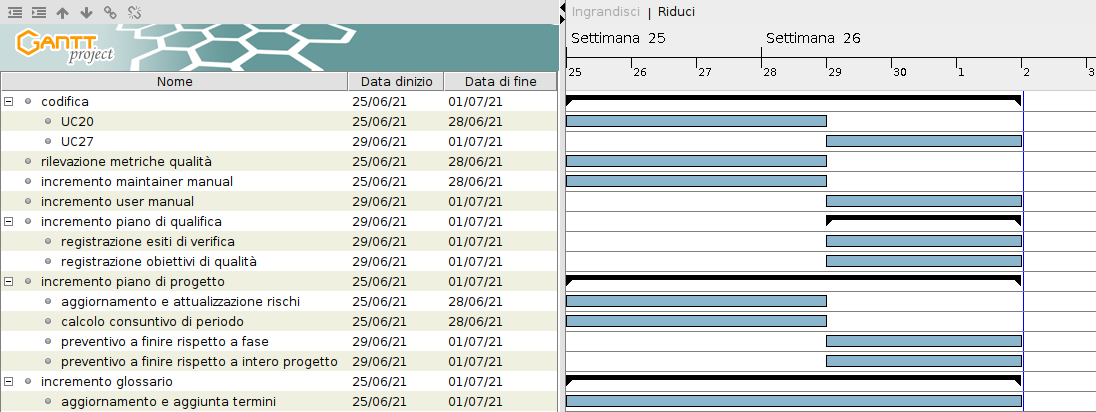 Ingrandisci | Riduci
GANTT
project
Settimana 25 Settimana 26
Nome Data dinizio Data di fine 25 26 27 28 29 30 1 2 3
codifica 25/06/21 01/07/21
UC20 25/06/21 28/06/21
UC27 29/06/21 01/07/21
rilevazione metriche qualità 25/06/21 28/06/21
incremento maintainer manual 25/06/21 28/06/21
incremento user manual 29/06/21 01/07/21
incremento piano di qualifica 29/06/21 01/07/21
registrazione esiti di verifica 29/06/21 01/07/21
registrazione obiettivi di qualità 29/06/21 01/07/21
incremento piano di progetto 25/06/21 01/07/21
aggiornamento e attualizzazione rischi 25/06/21 28/06/21
calcolo consuntivo di periodo 25/06/21 28/06/21
preventivo a finire rispetto a fase 29/06/21 01/07/21
preventivo a finire rispetto a intero progetto 29/06/21 01/07/21
incremento glossario 25/06/21 01/07/21
aggiornamento e aggiunta termini 25/06/21 01/07/21